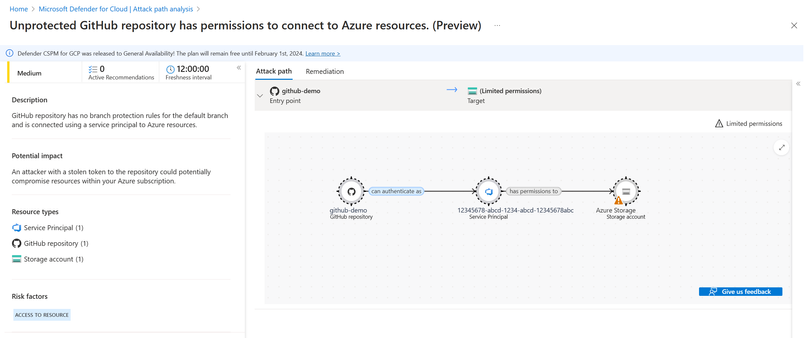 Home > Microsoft Defender for Cloud | Attack path analysis >
Unprotected GitHub repository has permissions to connect to Azure resources. (Preview) ...
Defender CSPM for GCP was released to General Availability! The plan will remain free until February 1st, 2024. Learn more >
Medium
0
Active Recommendations
12:00:00
Freshness interval
Description
GitHub repository has no branch protection rules for the default
branch and is connected using a service principal to Azure resources.
Potential impact
An attacker with a stolen token to the repository could potentially
compromise resources within your Azure subscription.
Resource types
Service Principal (1)
GitHub repository (1)
Storage account (1)
Risk factors
ACCESS TO RESOURCE
Attack path Remediation
github-demo
Entry point
(Limited permissions)
Target
Limited permissions
can authenticate as
has permissions to
github-demo
GitHub repository
12345678-abcd-1234-abcd-12345678abc
Service Principal
Azure Storage
Storage account
Give us feedback